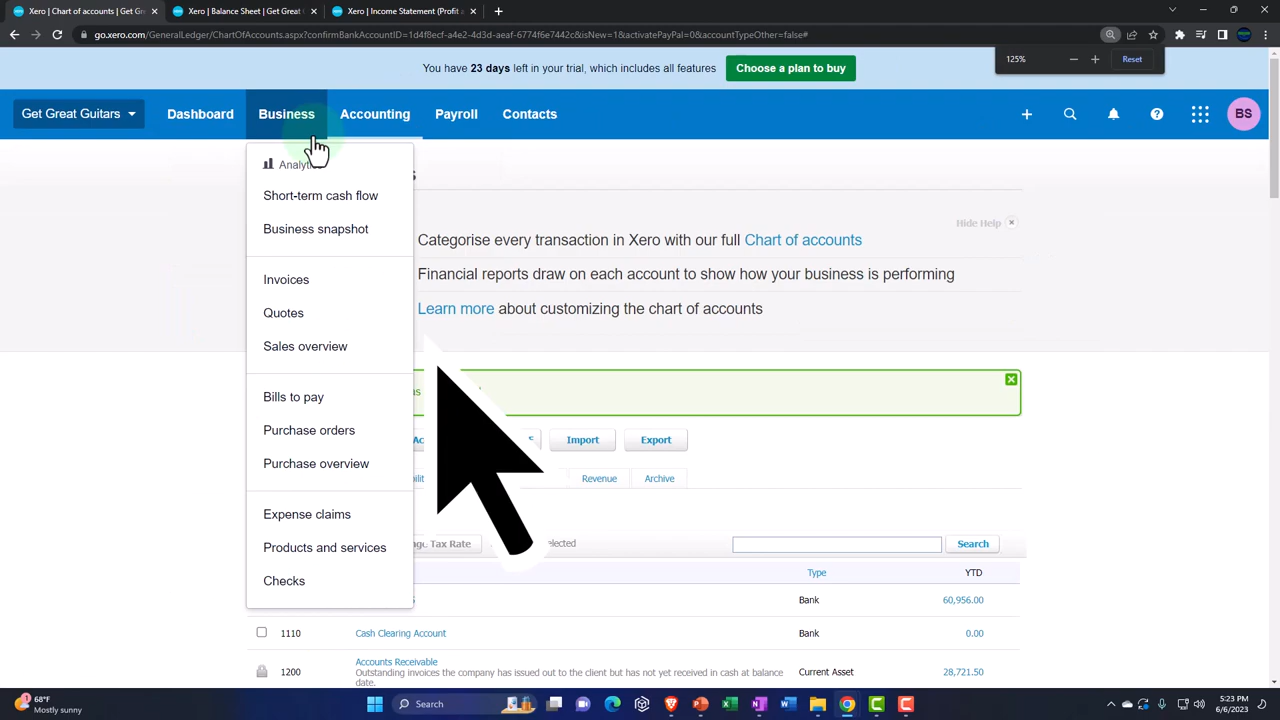 Xero | Chart of accounts | Get G
Xero | Balance Sheet | Get Great
Xero | Income Statement (Profit a
go.xero.com/GeneralLedger/ChartOfAccounts.aspx?confirmBankAccountID=1d4f8ecf-a4e2-4d3d-a5cd-6774f6e7442c&isNew=1&activatePayPal=0&accountTypeOther=false#
125%
Reset
You have 23 days left in your trial, which includes all features
Choose a plan to buy
Get Great Guitars
Dashboard
Business
Accounting
Payroll
Contacts
BS
Short-term cash flow
Business snapshot
Invoices
Quotes
Sales overview
Bills to pay
Purchase orders
Purchase overview
Expense claims
Products and services
Checks
Hide Help
Categorise every transaction in Xero with our full Chart of accounts
Financial reports draw on each account to show how your business is performing
Learn more about customizing the chart of accounts
Import
Export
Revenue
Archive
Tax Rate
Search
Type
YTD
Bank
60,956.00
1110
Cash Clearing Account
Bank
0.00
1200
Accounts Receivable
Outstanding invoices the company has issued out to the client but has not yet received in cash at balance
date.
Current Asset
28,721.50
68°F
Mostly sunny
Search
5:23 PM
6/6/2023